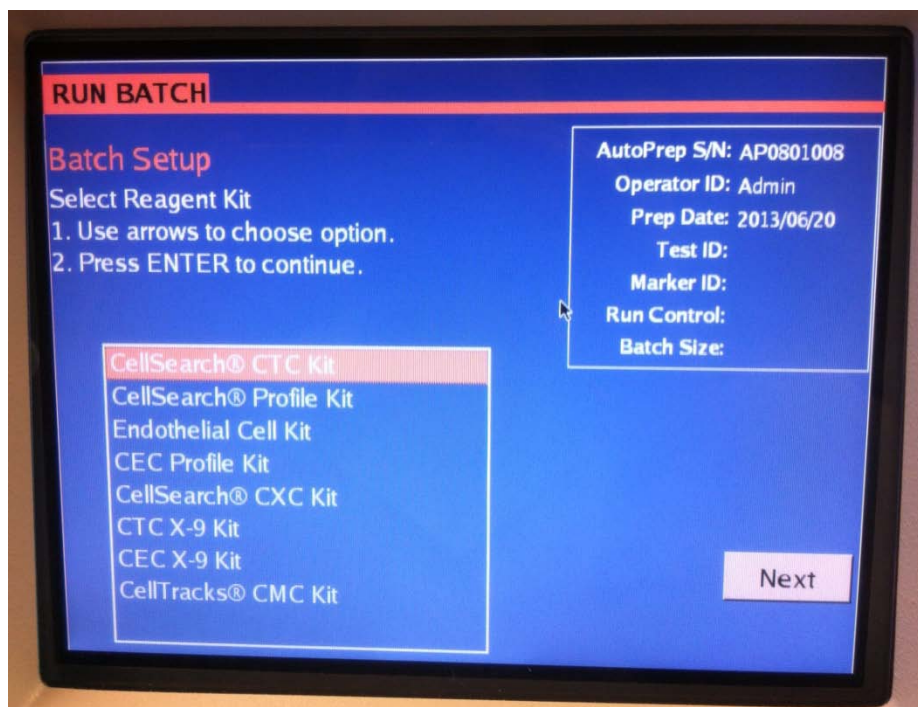 RUN BATCH
Batch Setup
Select Reagent Kit
1. Use arrows to choose option.
2. Press ENTER to continue.
AutoPrep S/N: AP0801008
Operator ID: Admin
Prep Date: 2013/06/20
Test ID:
Marker ID:
Run Control:
Batch Size:
CellSearch® CTC Kit
CellSearch® Profile Kit
Endothelial Cell Kit
CEC Profile Kit
CellSearch® CXC Kit
CTC X-9 Kit
CEC X-9 Kit
CellTracks® CMC Kit
Next